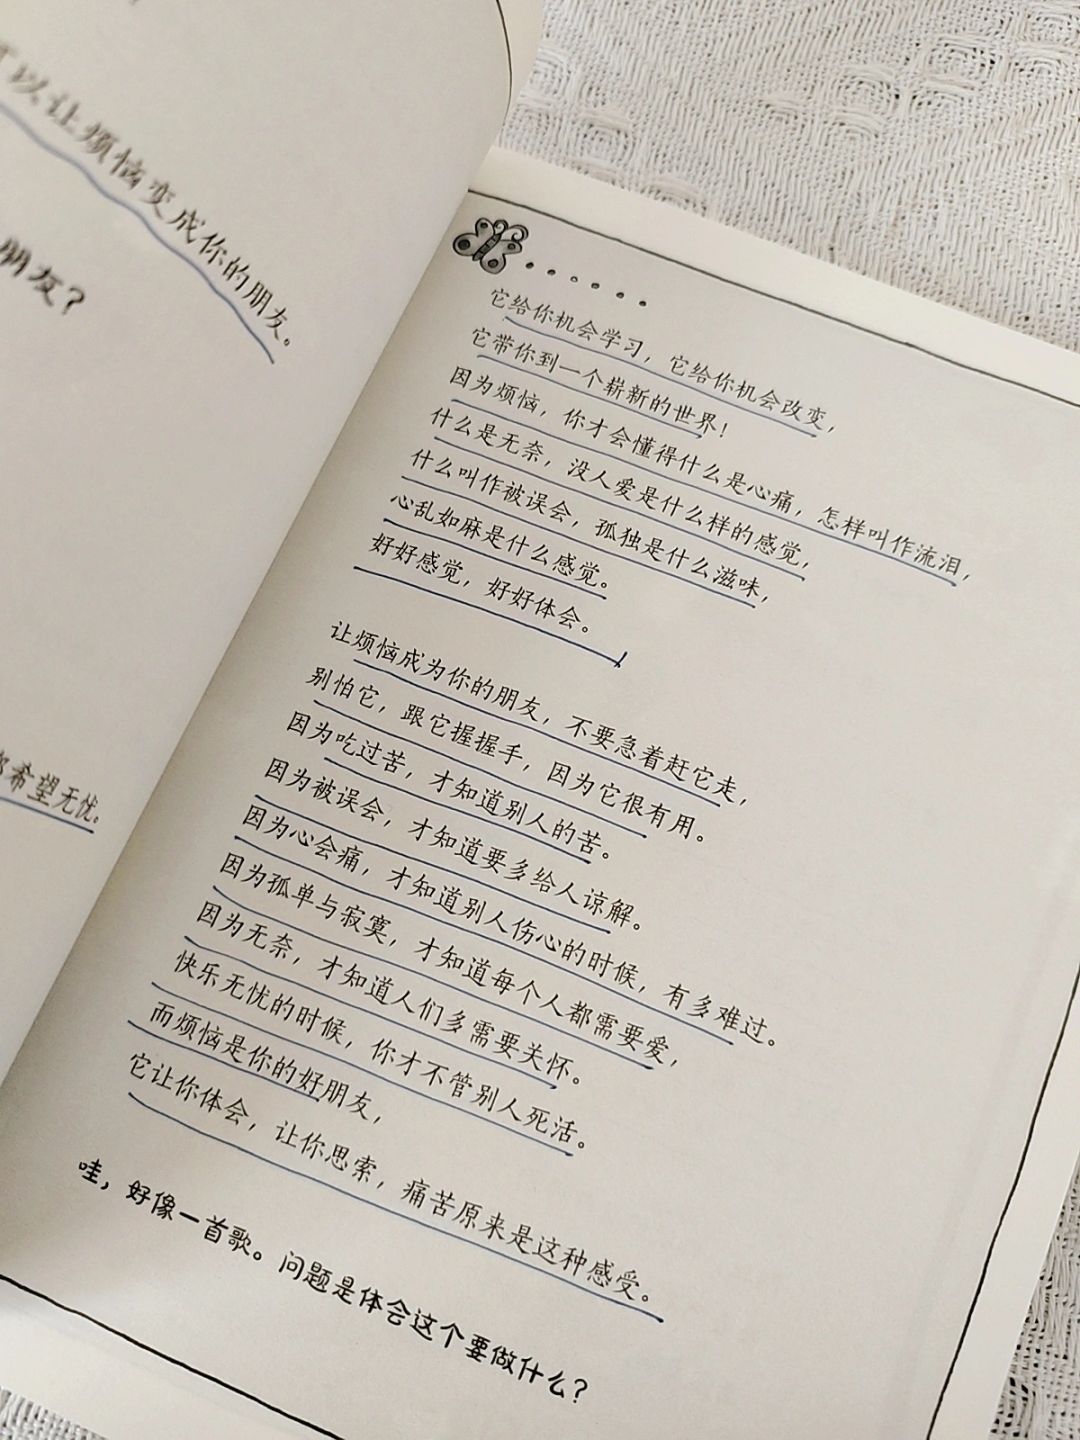 可以让烦恼变成你的朋友。
朋友？
希望无忧。
它给你机会学习，它给你机会改变，
它带你到一个崭新的世界！
因为烦恼，你才会懂得什么是心痛，怎样叫作流泪，
什么是无奈，没人爱是什么样的感觉，
什么叫作被误会，孤独是什么滋味，
心乱如麻是什么感觉。
好好感觉，好好体会。
让烦恼成为你的朋友，不要急着赶它走，
别怕它，跟它握握手，因为它很有用。
因为吃过苦，才知道别人的苦。
因为被误会，才知道要多给人谅解。
因为心会痛，才知道别人伤心的时候，有多难过。
因为孤单与寂寞，才知道每个人都需要爱，
因为无奈，才知道人们多需要关怀。
快乐无忧的时候，你才不管别人死活。
而烦恼是你的好朋友，
它让你体会，让你思索，痛苦原来是这种感受。
哇，好像一首歌。问题是体会这个要做什么？